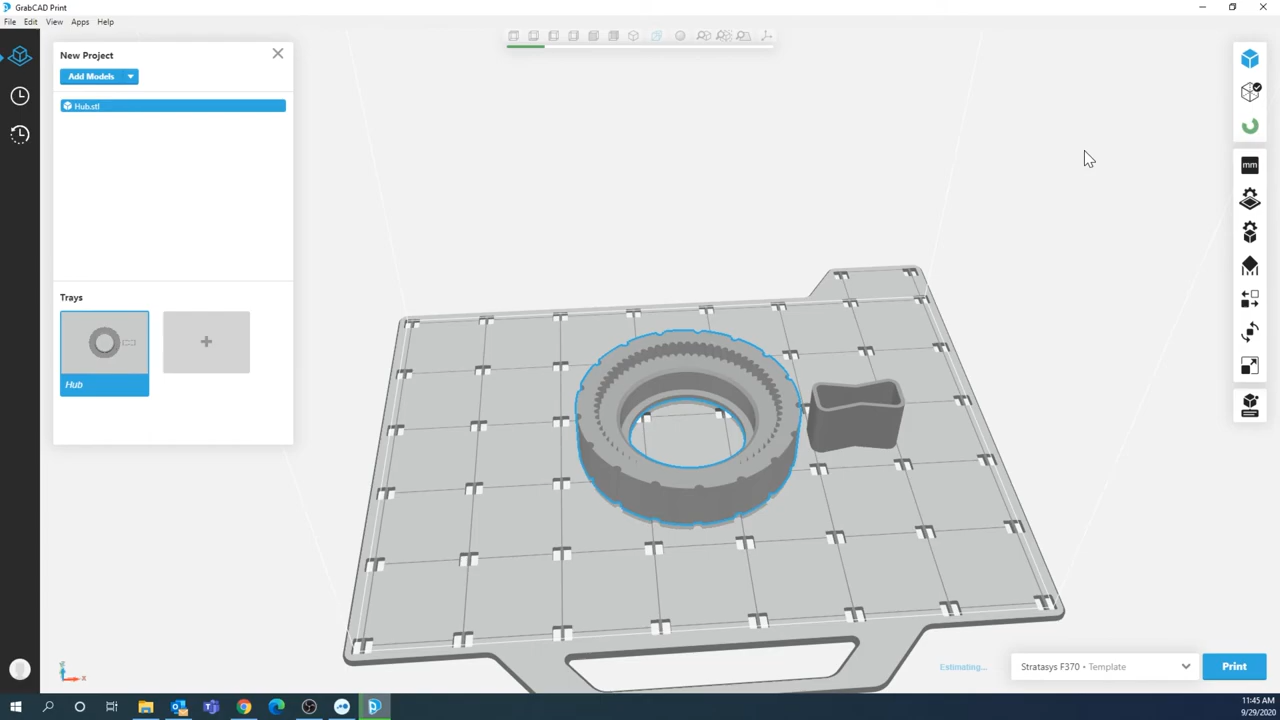 GrabCAD Print
File Edit View Apps Help
New Project
Add Models
Hub.stl
mm
Trays
+
Hub
Estimating...
Stratasys F370 • Template
Print
X
11:45 AM
9/29/2020